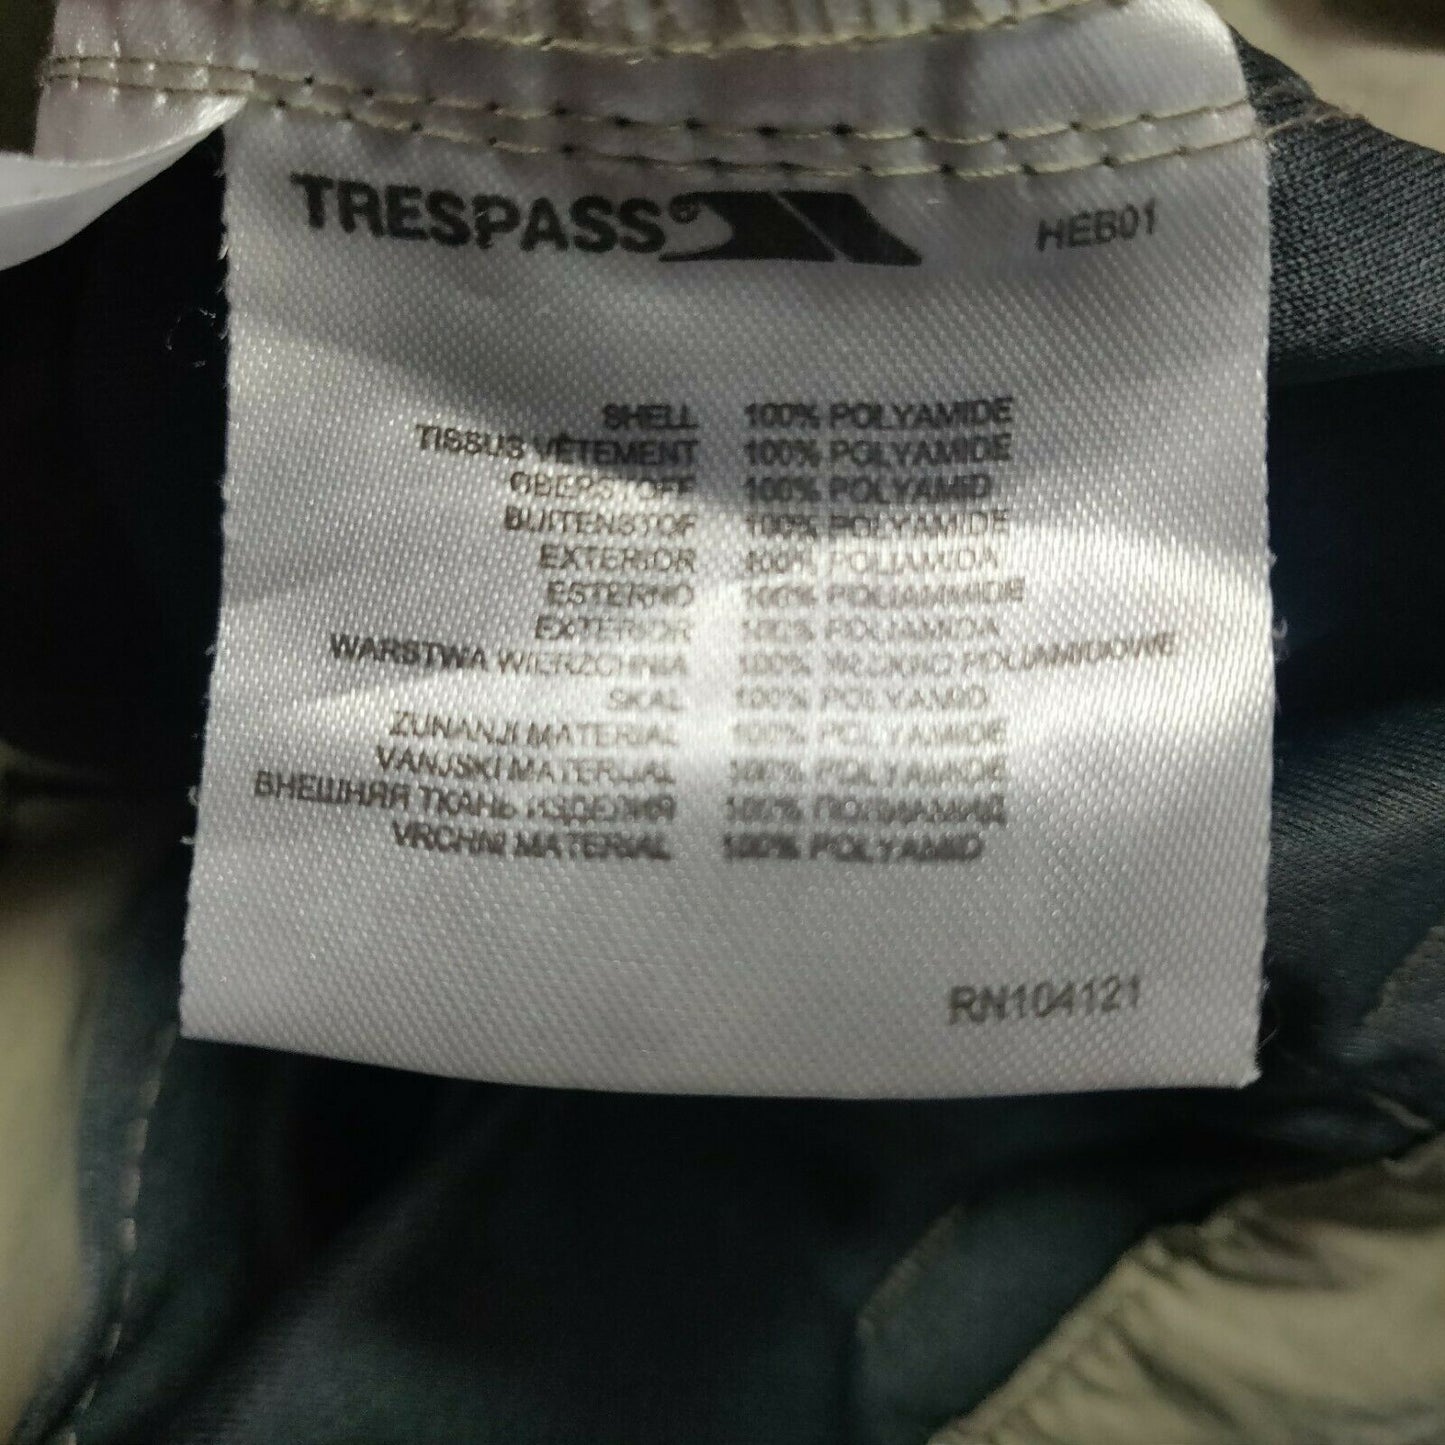 TRESPASS® HEB01
SHELL 100% POLYAMIDE
TISSUS VÊTEMENT 100% POLYAMIDE
OBERSTOFF 100% POLYAMID
BUITENSTOF 100% POLYAMIDE
EXTERIOR 100% POLIAMIDA
ESTERNO 100% POLIAMMIDE
EXTERIOR 100% POLIAMIDA
WARSTWA WIERZCHNIA 100% WŁÓKNO POLIAMIDOWE
SKAL 100% POLYAMID
ZUNANJI MATERIAL 100% POLYAMIDE
VANJSKI MATERIJAL 100% POLYAMIDE
ВНЕШНЯЯ ТКАНЬ ИЗДЕЛИЯ 100% ПОЛИАМИД
VRCHNI MATERIAL 100% POLYAMID
RN104121